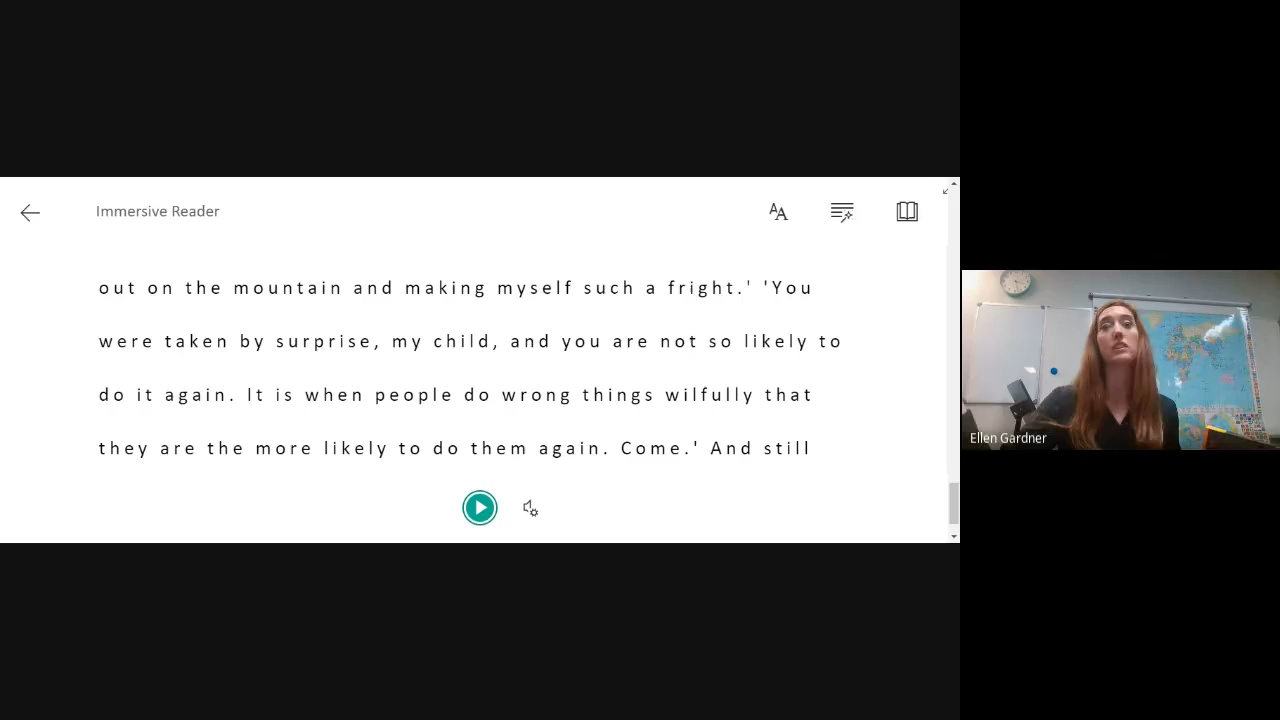 Immersive Reader
out on the mountain and making myself such a fright.' 'You
were taken by surprise, my child, and you are not so likely to
do it again. It is when people do wrong things wilfully that
they are the more likely to do them again. Come.' And still
Ellen Gardner